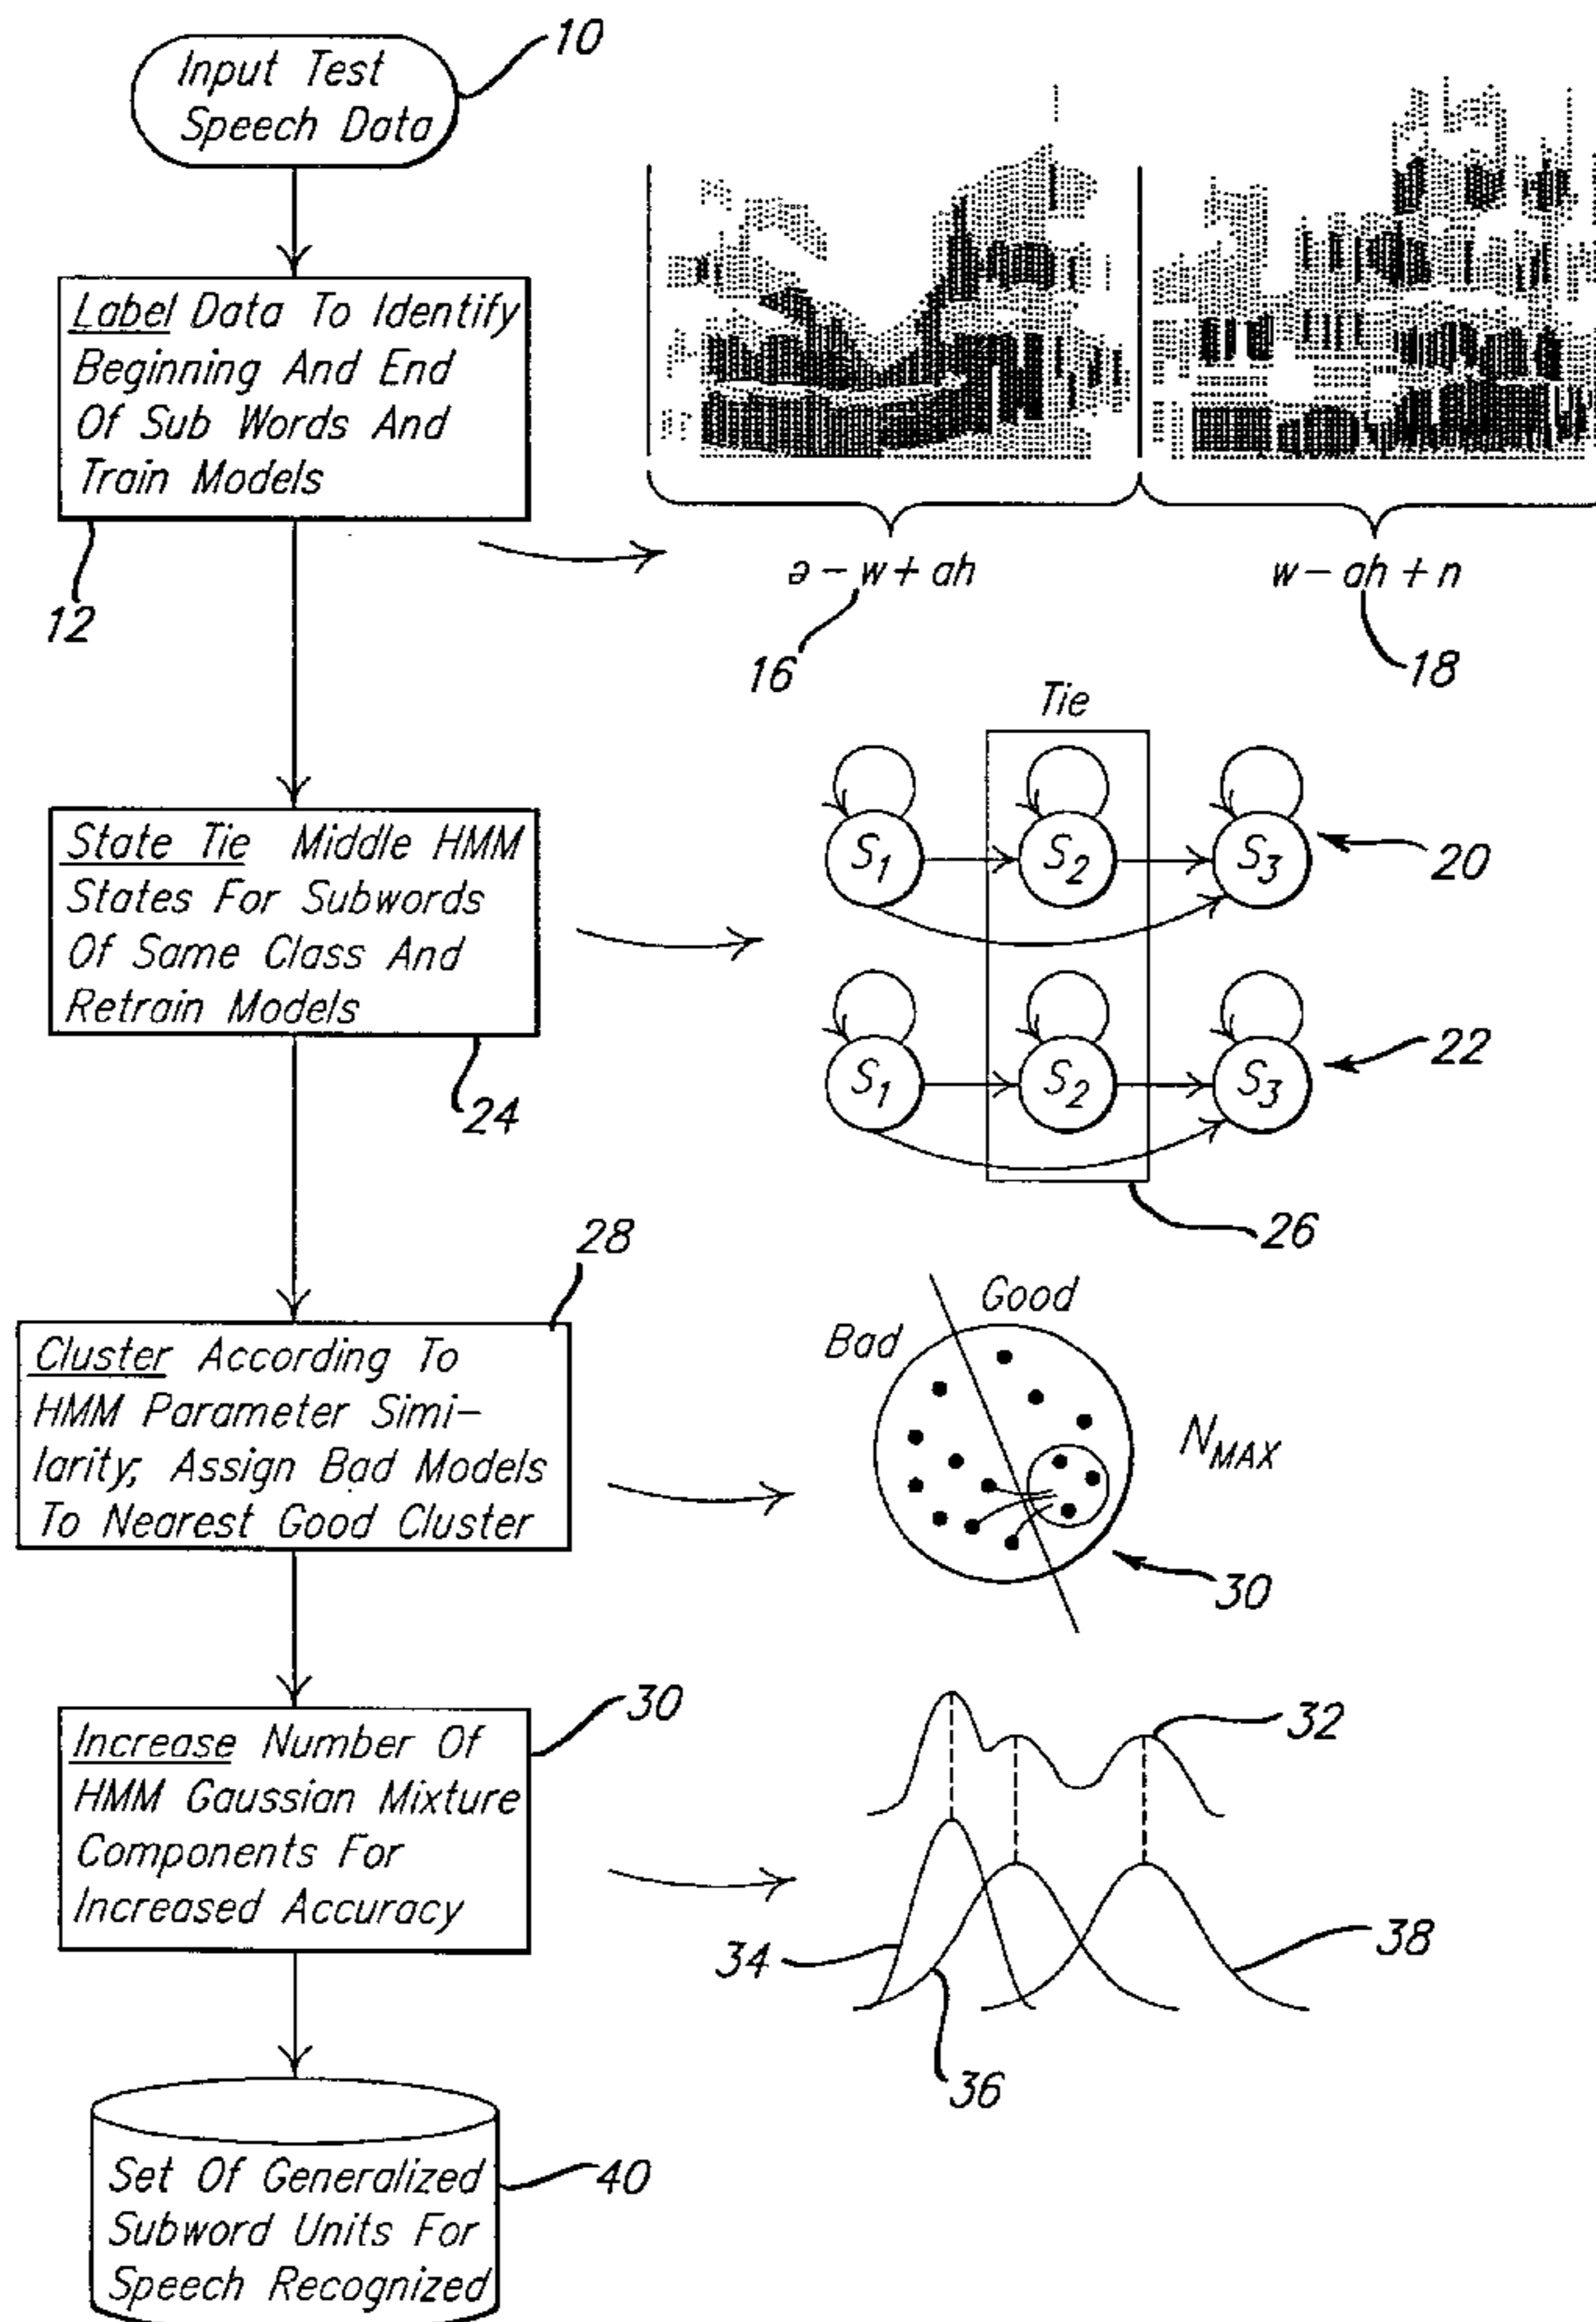 10
Input Test
Speech Data
Label Data To Identify
Beginning And End
Of Sub Words And
Train Models
12
ə - w + ah
w - ah + n
16
18
Tie
State Tie Middle HMM
States For Subwords
Of Same Class And
Retrain Models
24
S1
S2
S3
20
S1
S2
S3
22
26
28
Cluster According To
HMM Parameter Simi-
larity; Assign Bad Models
To Nearest Good Cluster
Good
Bad
NMAX
30
30
Increase Number Of
HMM Gaussian Mixture
Components For
Increased Accuracy
32
34
38
36
Set Of Generalized
Subword Units For
Speech Recognized
40